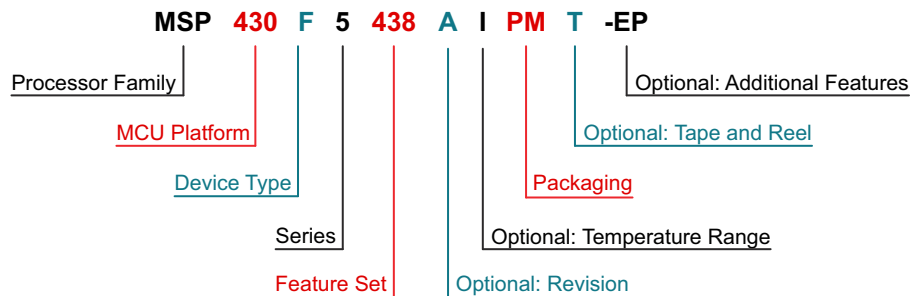 MSP 430 F 5 438 A I PM T -EP
Processor Family
Optional: Additional Features
MCU Platform
Optional: Tape and Reel
Device Type
Packaging
Series
Optional: Temperature Range
Feature Set
Optional: Revision